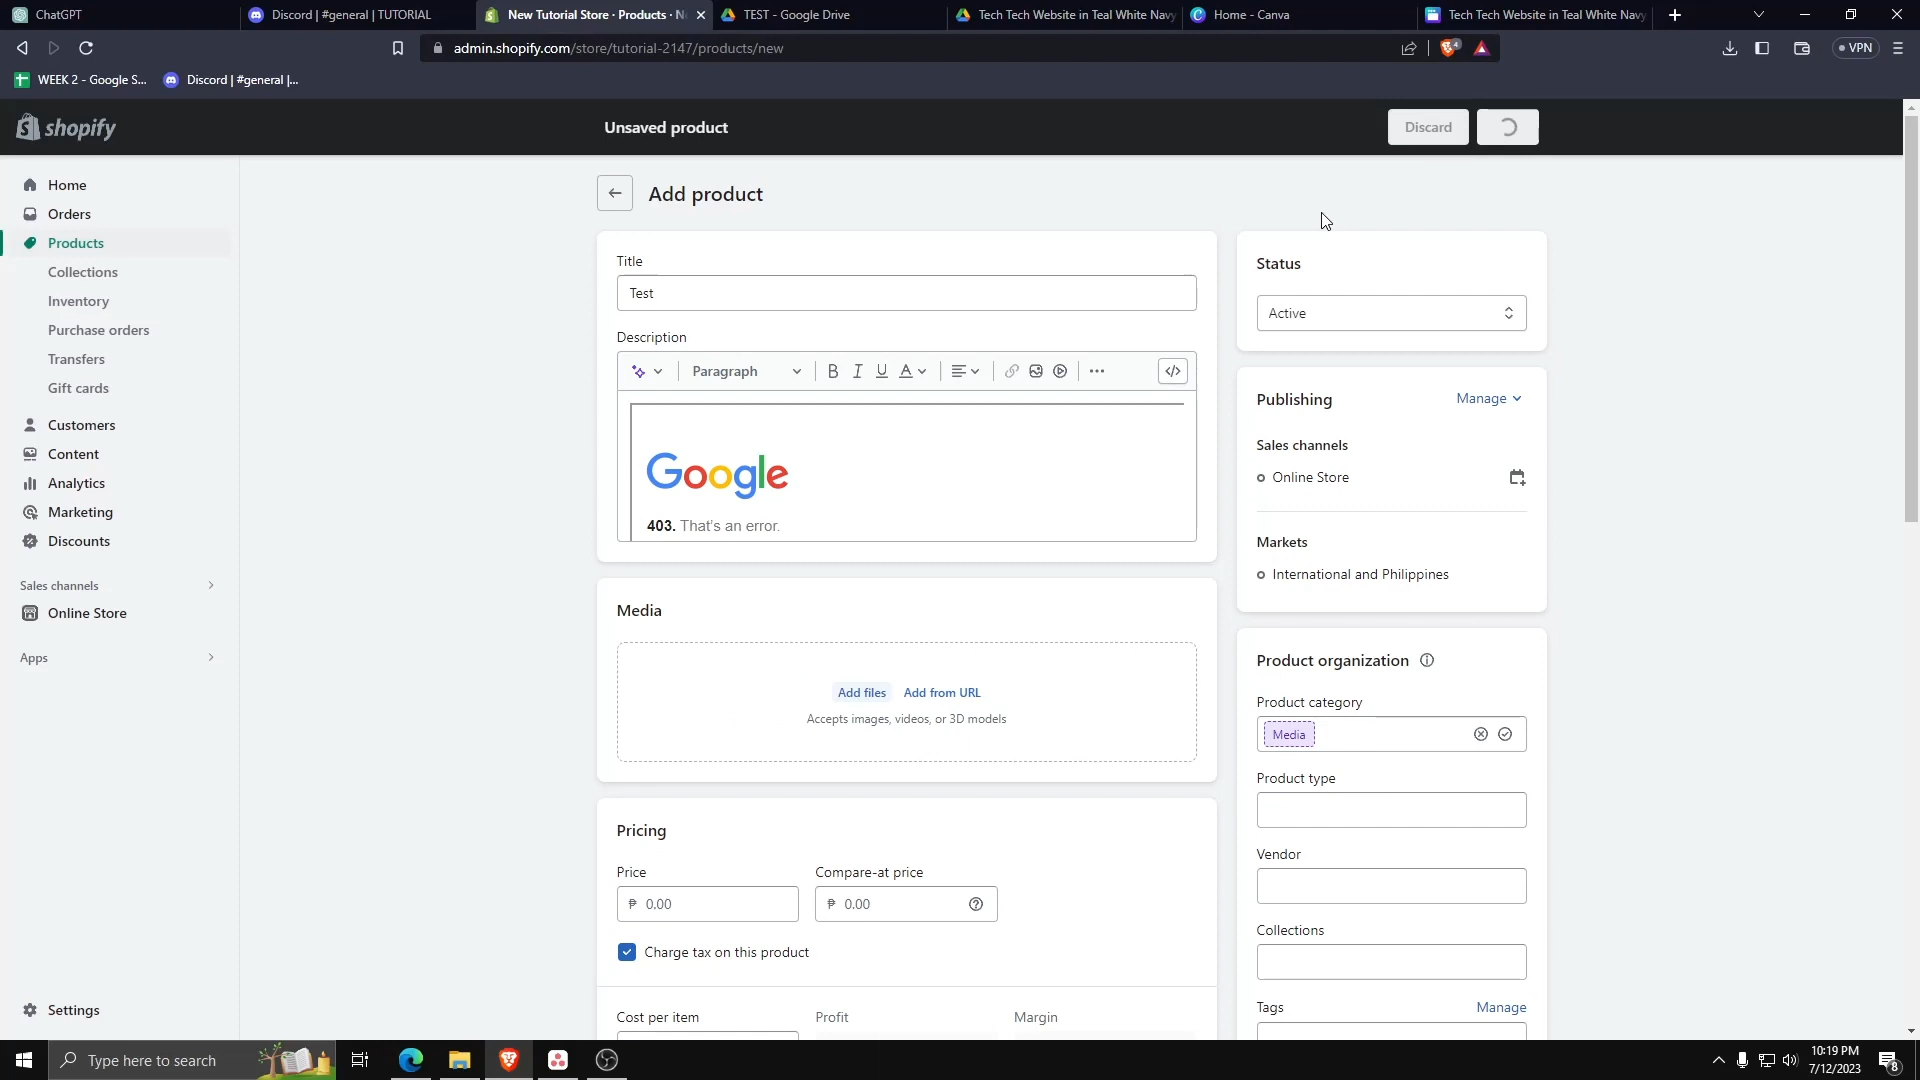 ChatGPT
Discord | #general | TUTORIAL
New Tutorial Store · Products · N
TEST - Google Drive
Tech Tech Website in Teal White Navy
Home - Canva
Tech Tech Website in Teal White Navy
admin.shopify.com/store/tutorial-2147/products/new
4
VPN
WEEK 2 - Google S...
Discord | #general |...
shopify
Unsaved product
Discard
Home
Orders
Products
Collections
Inventory
Purchase orders
Transfers
Gift cards
Customers
Content
Analytics
Marketing
Discounts
Sales channels
Online Store
Apps
Settings
Add product
Title
Test
Description
Paragraph
B I U A
Google
403. That's an error.
Media
Add files Add from URL
Accepts images, videos, or 3D models
Pricing
Price Compare-at price
₱ 0.00 ₱ 0.00
Charge tax on this product
Cost per item Profit Margin
Status
Active
Publishing Manage
Sales channels
Online Store
Markets
International and Philippines
Product organization
Product category
Media
Product type
Vendor
Collections
Tags Manage
Type here to search
10:19 PM
7/12/2023
8